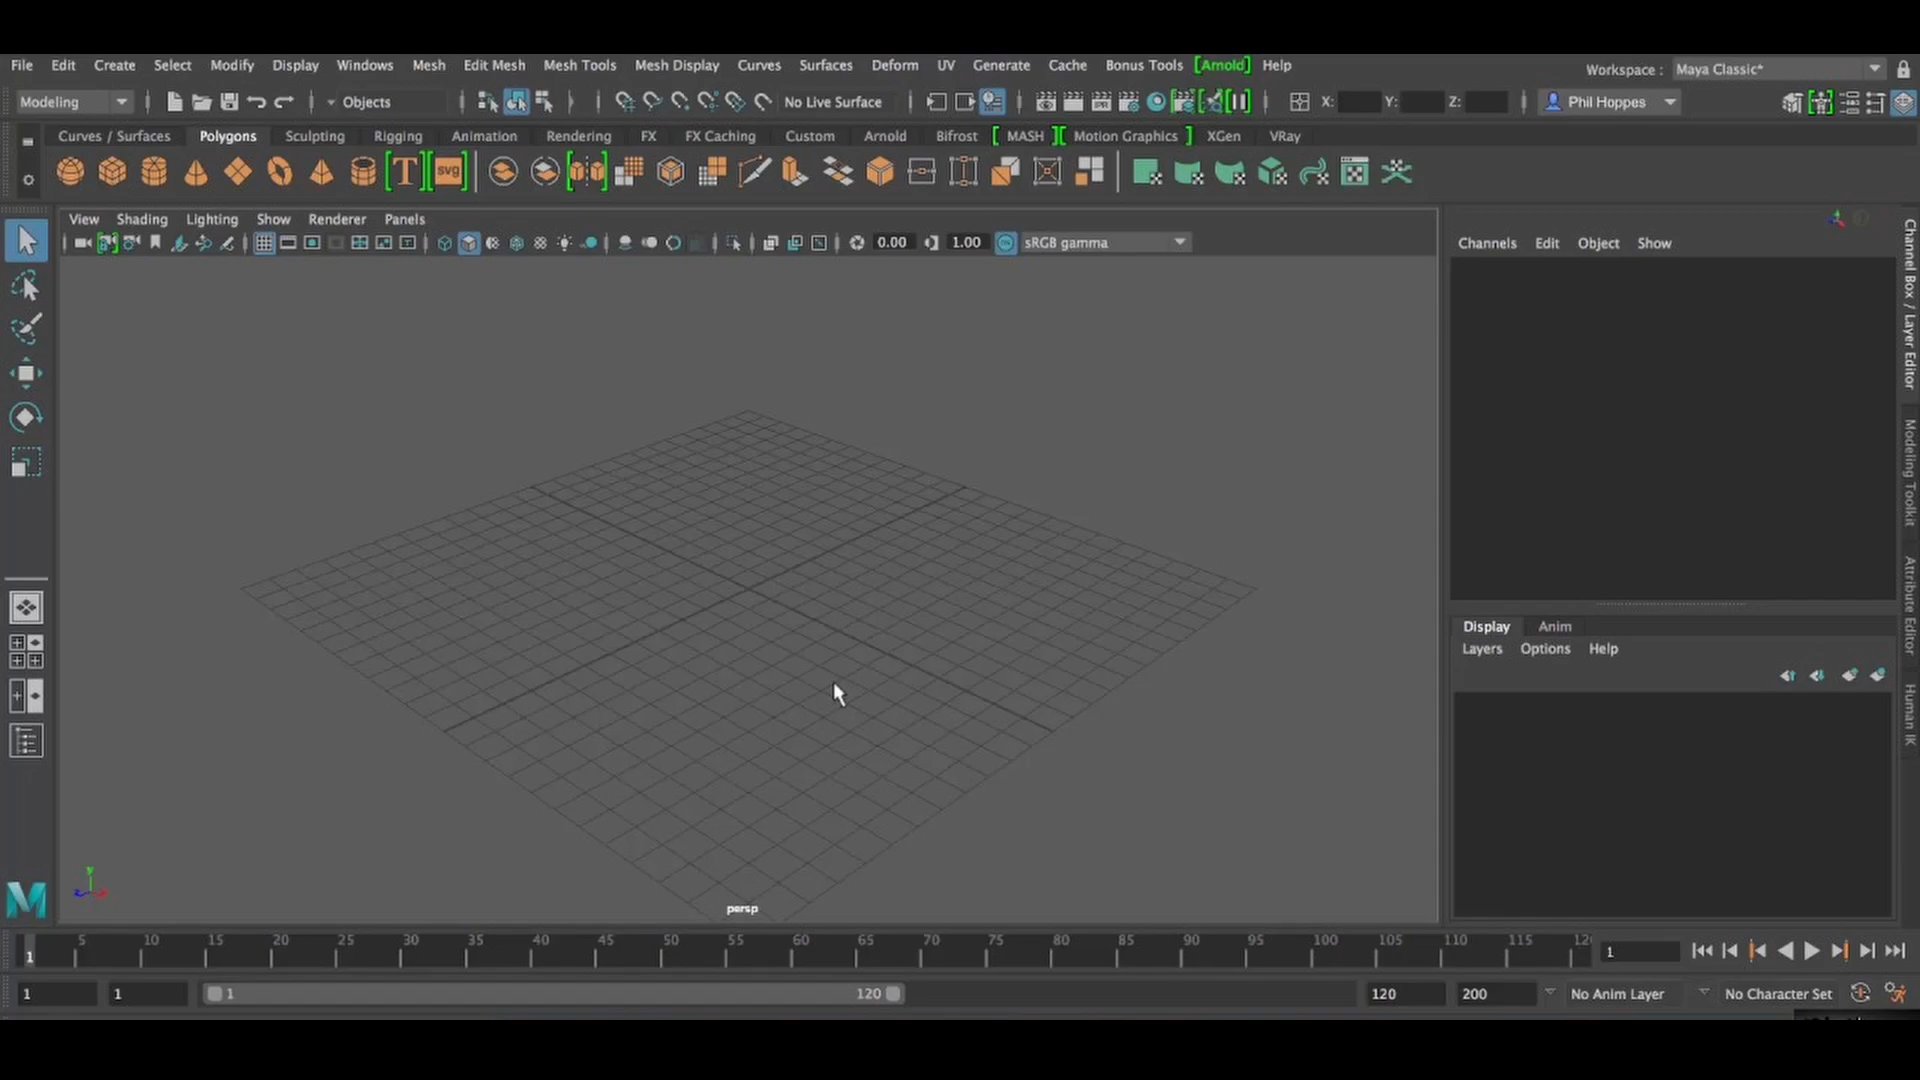 File Edit Create Select Modify Display Windows Mesh Edit Mesh Mesh Tools Mesh Display Curves Surfaces Deform UV Generate Cache Bonus Tools [Arnold] Help Workspace : Maya Classic*
Modeling Objects No Live Surface X: Y: Z: Phil Hoppes
Curves / Surfaces Polygons Sculpting Rigging Animation Rendering FX FX Caching Custom Arnold Bifrost [ MASH ][ Motion Graphics ] XGen VRay
T svg
View Shading Lighting Show Renderer Panels
0.00 1.00 sRGB gamma
Channels Edit Object Show
Channel Box / Layer Editor
Modeling Toolkit
Attribute Editor
Human IK
Display Anim
Layers Options Help
y
persp
M
1 5 10 15 20 25 30 35 40 45 50 55 60 65 70 75 80 85 90 95 100 105 110 115 12 1
1 1 1 120 120 200 No Anim Layer No Character Set